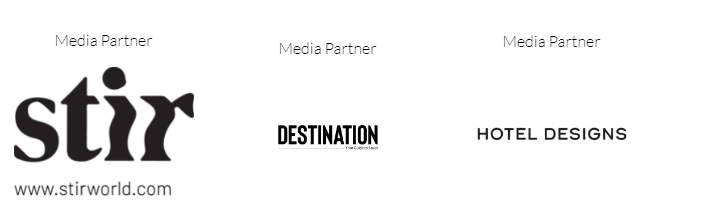 Media Partner
stir
www.stirworld.com
Media Partner
DESTINATION
Media Partner
HOTEL DESIGNS